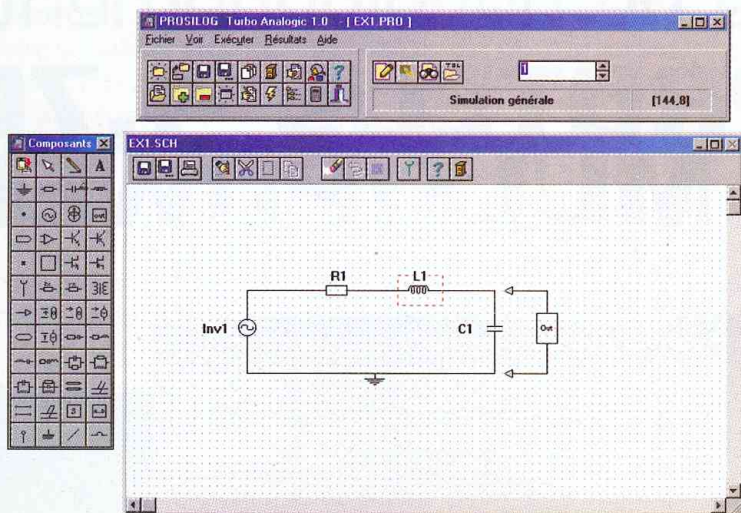 PROSILOG Turbo Analogic 1.0 - [ EX1.PRO ]
Fichier Voir Exécuter Résultats Aide
TBL
1
Simulation générale
[144,8]
Composants
A
EX1.SCH
R1
L1
Inv1
C1
Out